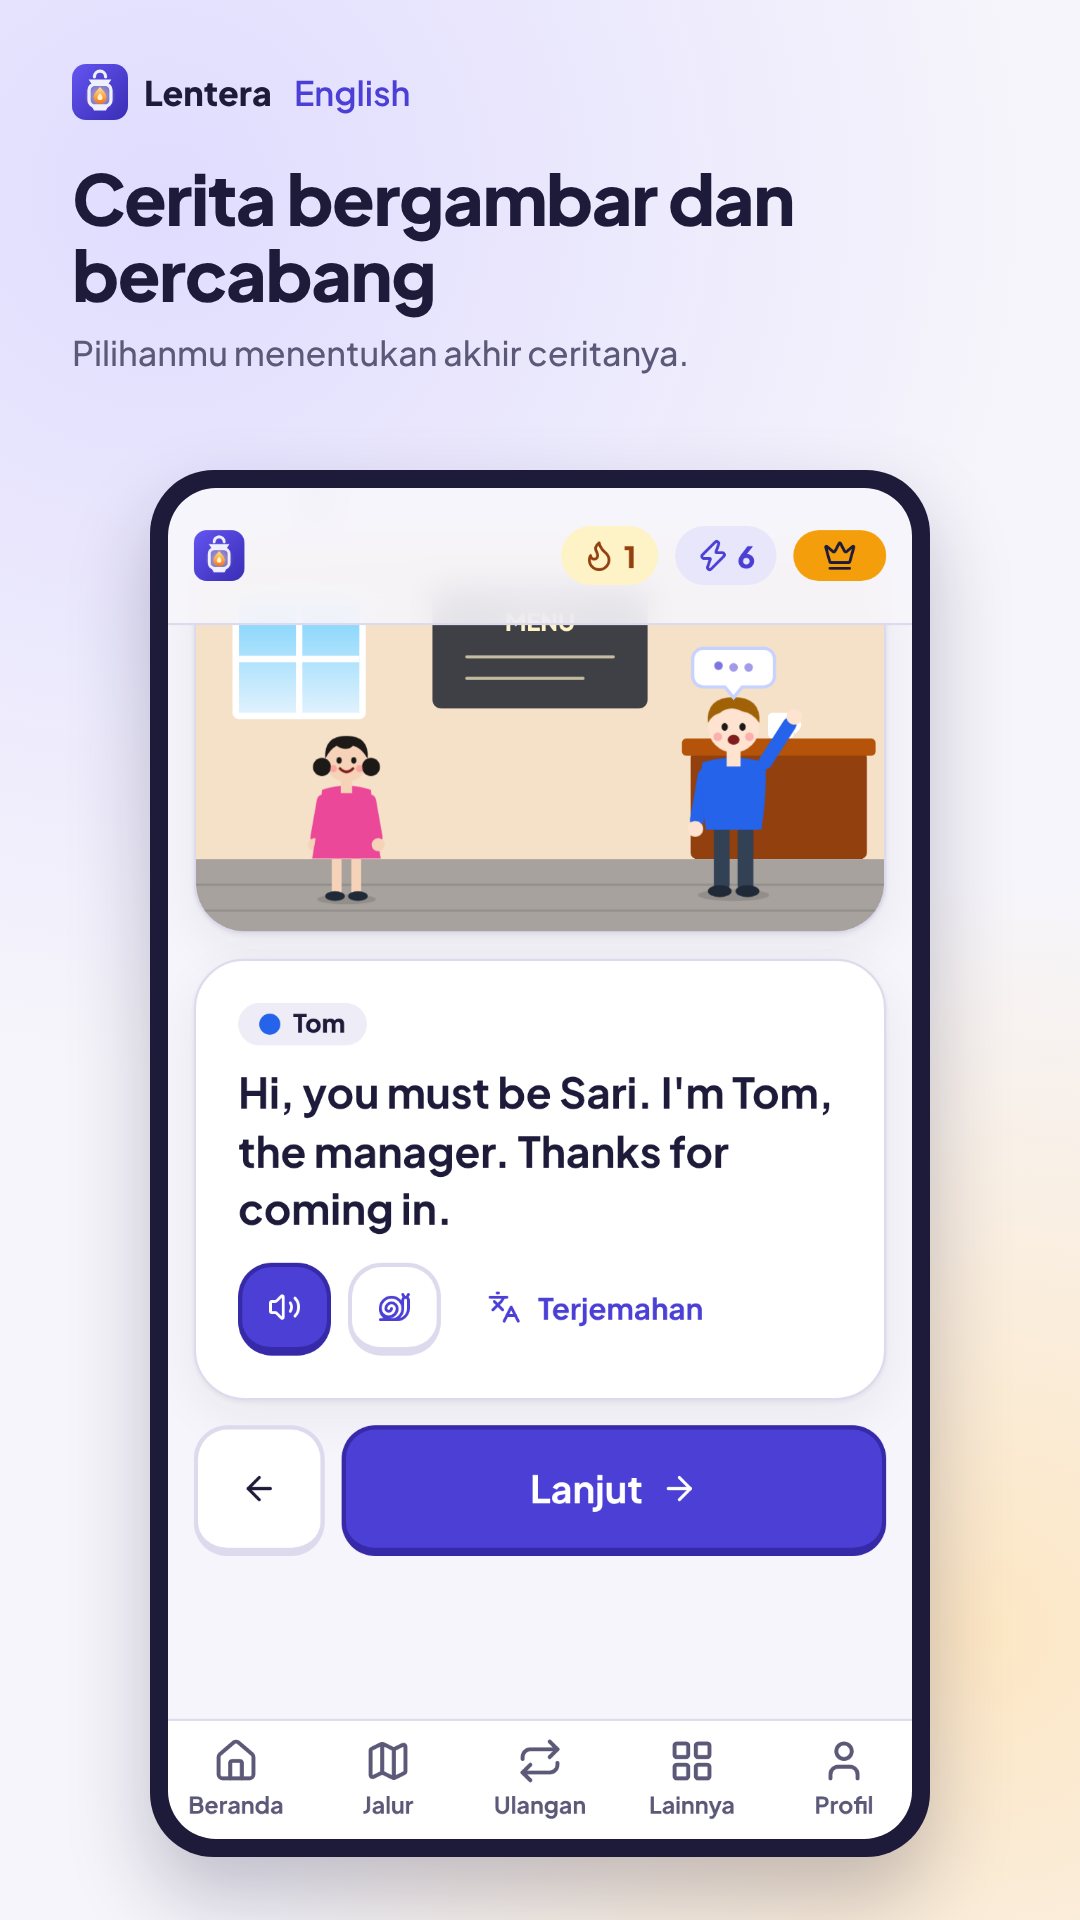 Lentera English
Cerita bergambar dan
bercabang
Pilihanmu menentukan akhir ceritanya.
1
6
MENU
Tom
Hi, you must be Sari. I'm Tom,
the manager. Thanks for
coming in.
Terjemahan
Lanjut
Beranda
Jalur
Ulangan
Lainnya
Profil